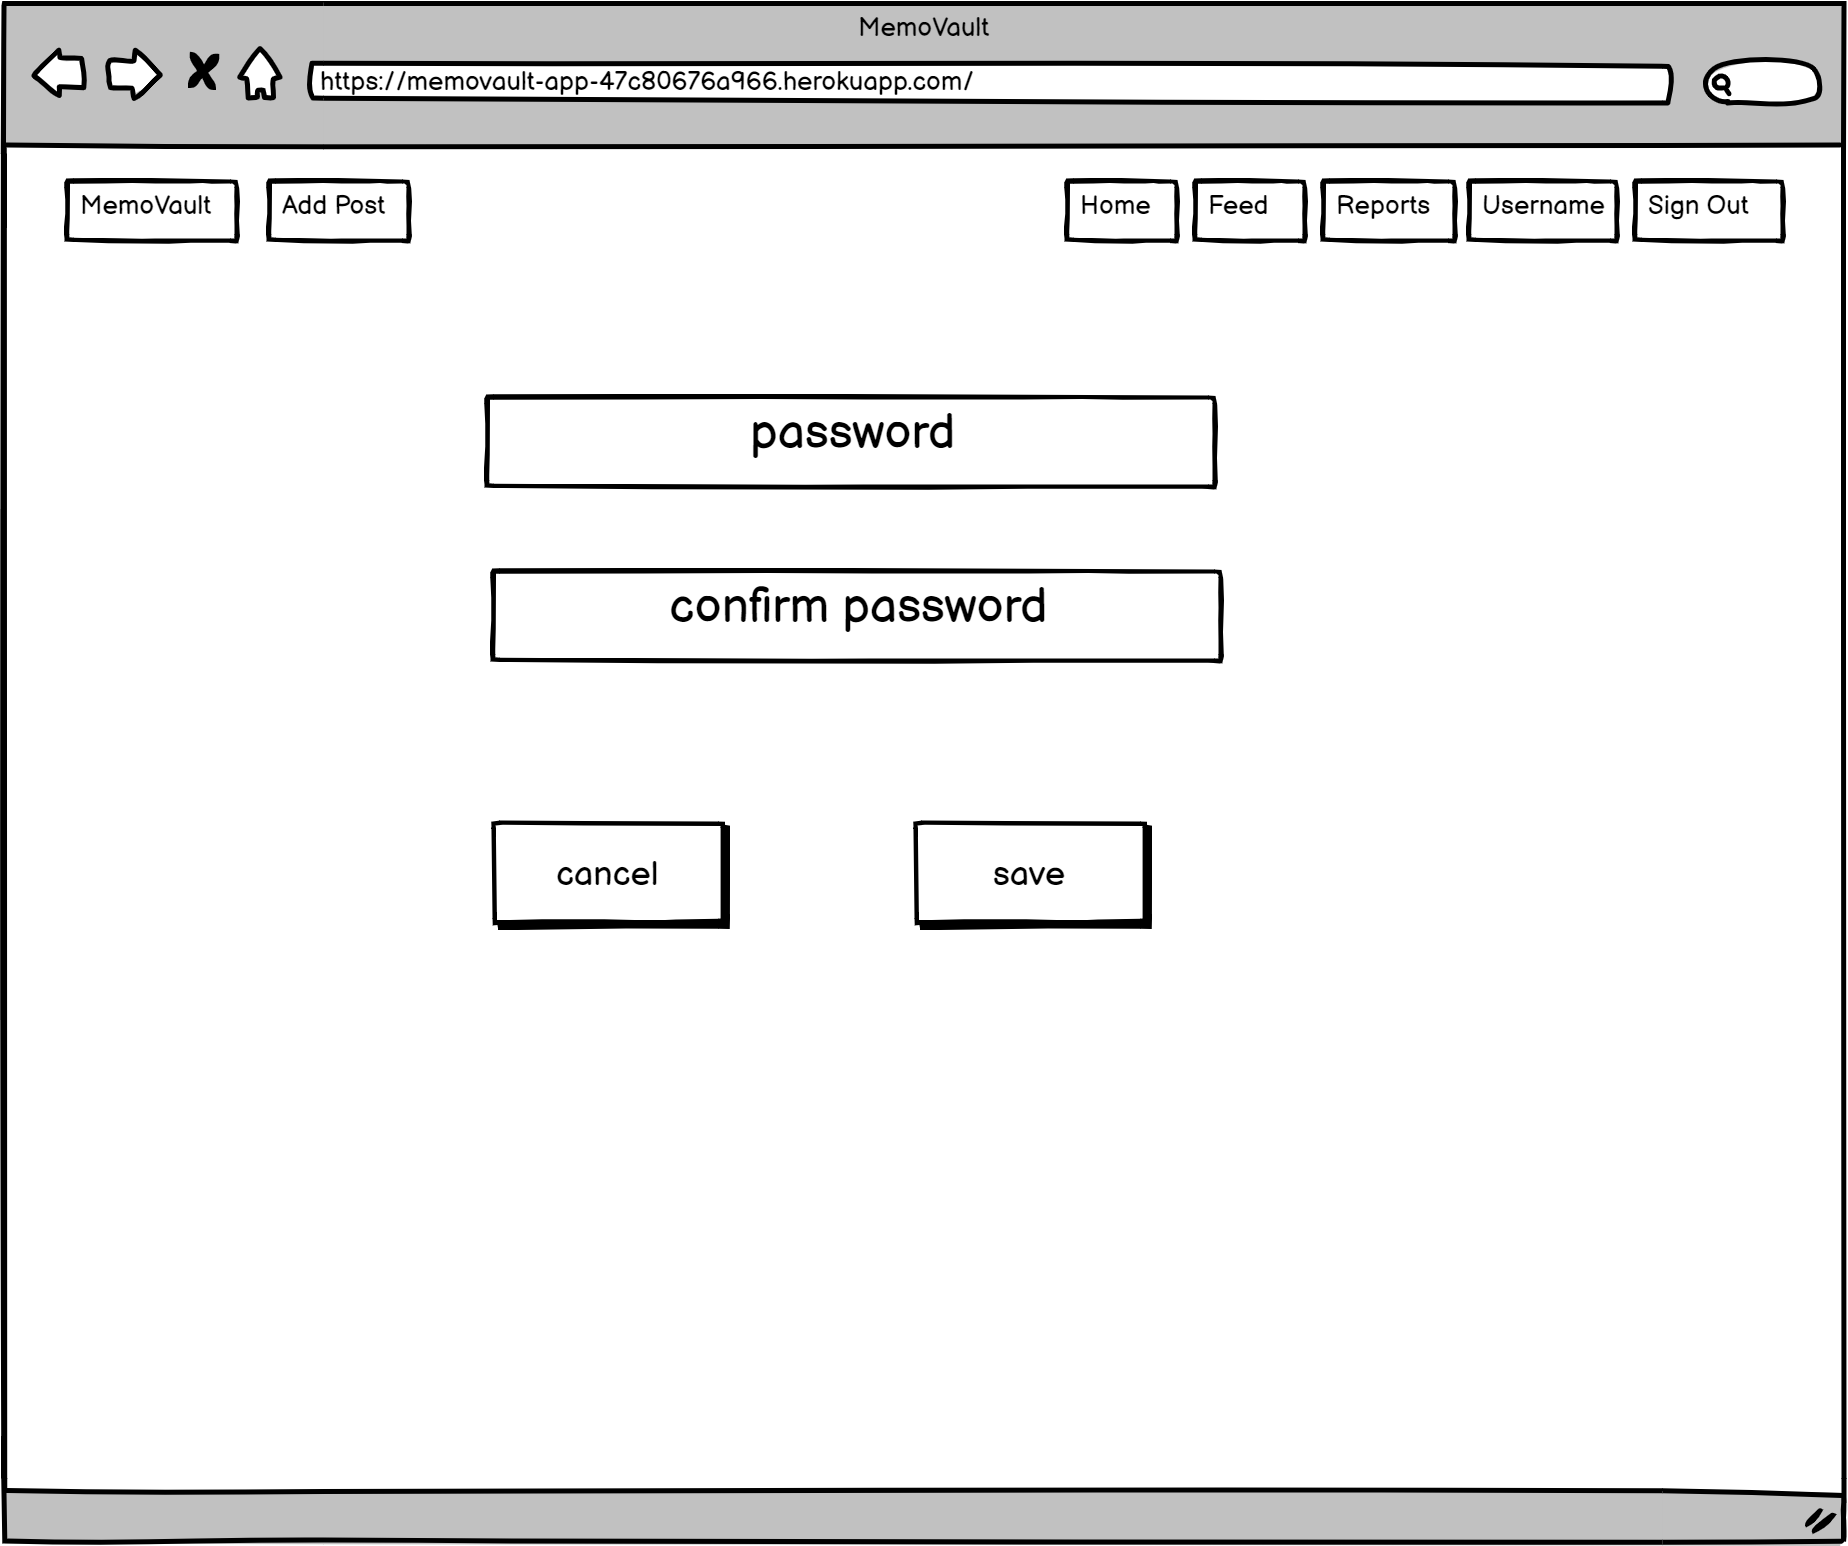 MemoVault
https://memovault-app-47c80676a966.herokuapp.com/
MemoVault Add Post Home Feed Reports Username Sign Out
password
confirm password
cancel save